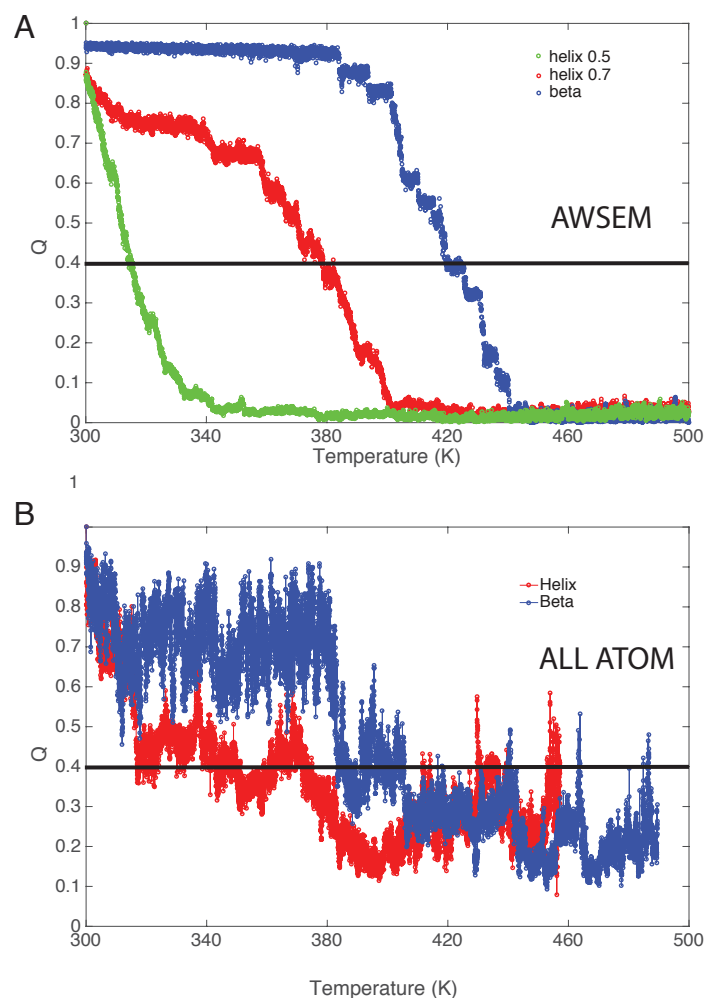 A
1
0.9
0.8
0.7
0.6
0.5
0.4
0.3
0.2
0.1
0
Q
helix 0.5
helix 0.7
beta
AWSEM
300 340 380 420 460 500
Temperature (K)
1
B
0.9
0.8
0.7
0.6
0.5
0.4
0.3
0.2
0.1
0
Q
Helix
Beta
ALL ATOM
300 340 380 420 460 500
Temperature (K)